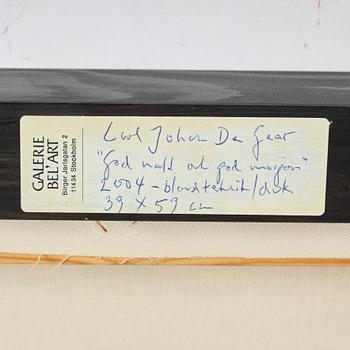 GALERIE
BEL'ART
Birger Jarlsgatan 2
11434 Stockholm
Carl Johan De Geer
"God natt och god morgon"
2004 - blandteknik/duk
39 x 59 cm